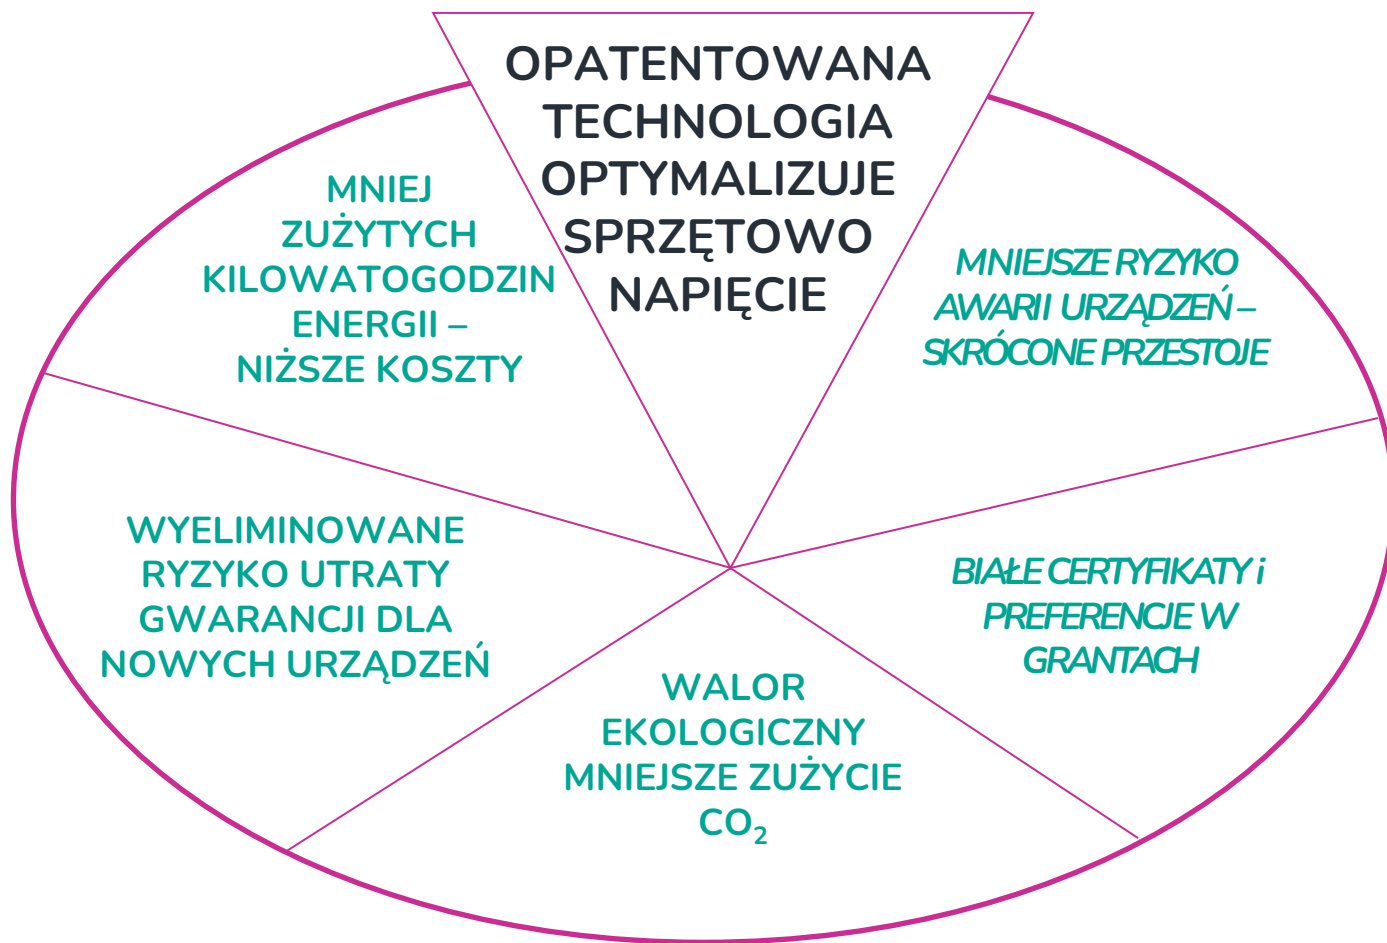 OPATENTOWANA
TECHNOLOGIA
OPTYMALIZUJE
SPRZĘTOWO
NAPIĘCIE
MNIEJ
ZUŻYTYCH
KILOWATOGODZIN
ENERGII –
NIŻSZE KOSZTY
MNIEJSZE RYZYKO
AWARII URZĄDZEŃ –
SKRÓCONE PRZESTOJE
WYELIMINOWANE
RYZYKO UTRATY
GWARANCJI DLA
NOWYCH URZĄDZEŃ
BIAŁE CERTYFIKATY i
PREFERENCJE W
GRANTACH
WALOR
EKOLOGICZNY
MNIEJSZE ZUŻYCIE
CO₂